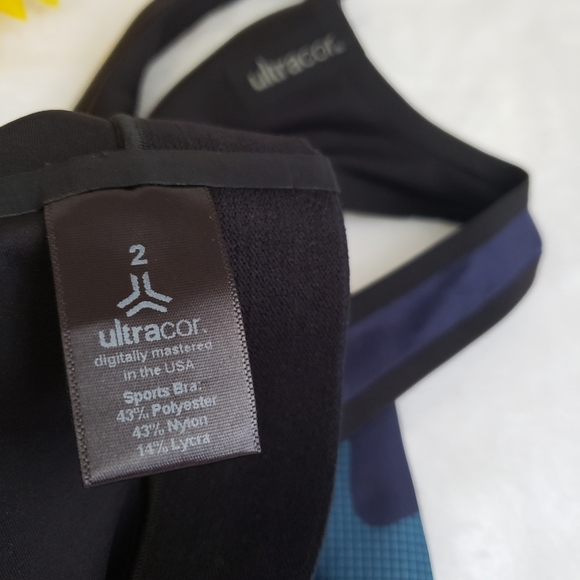 ultracor.
2
ultracor.
digitally mastered
in the USA
Sports Bra:
43% Polyester
43% Nylon
14% Lycra